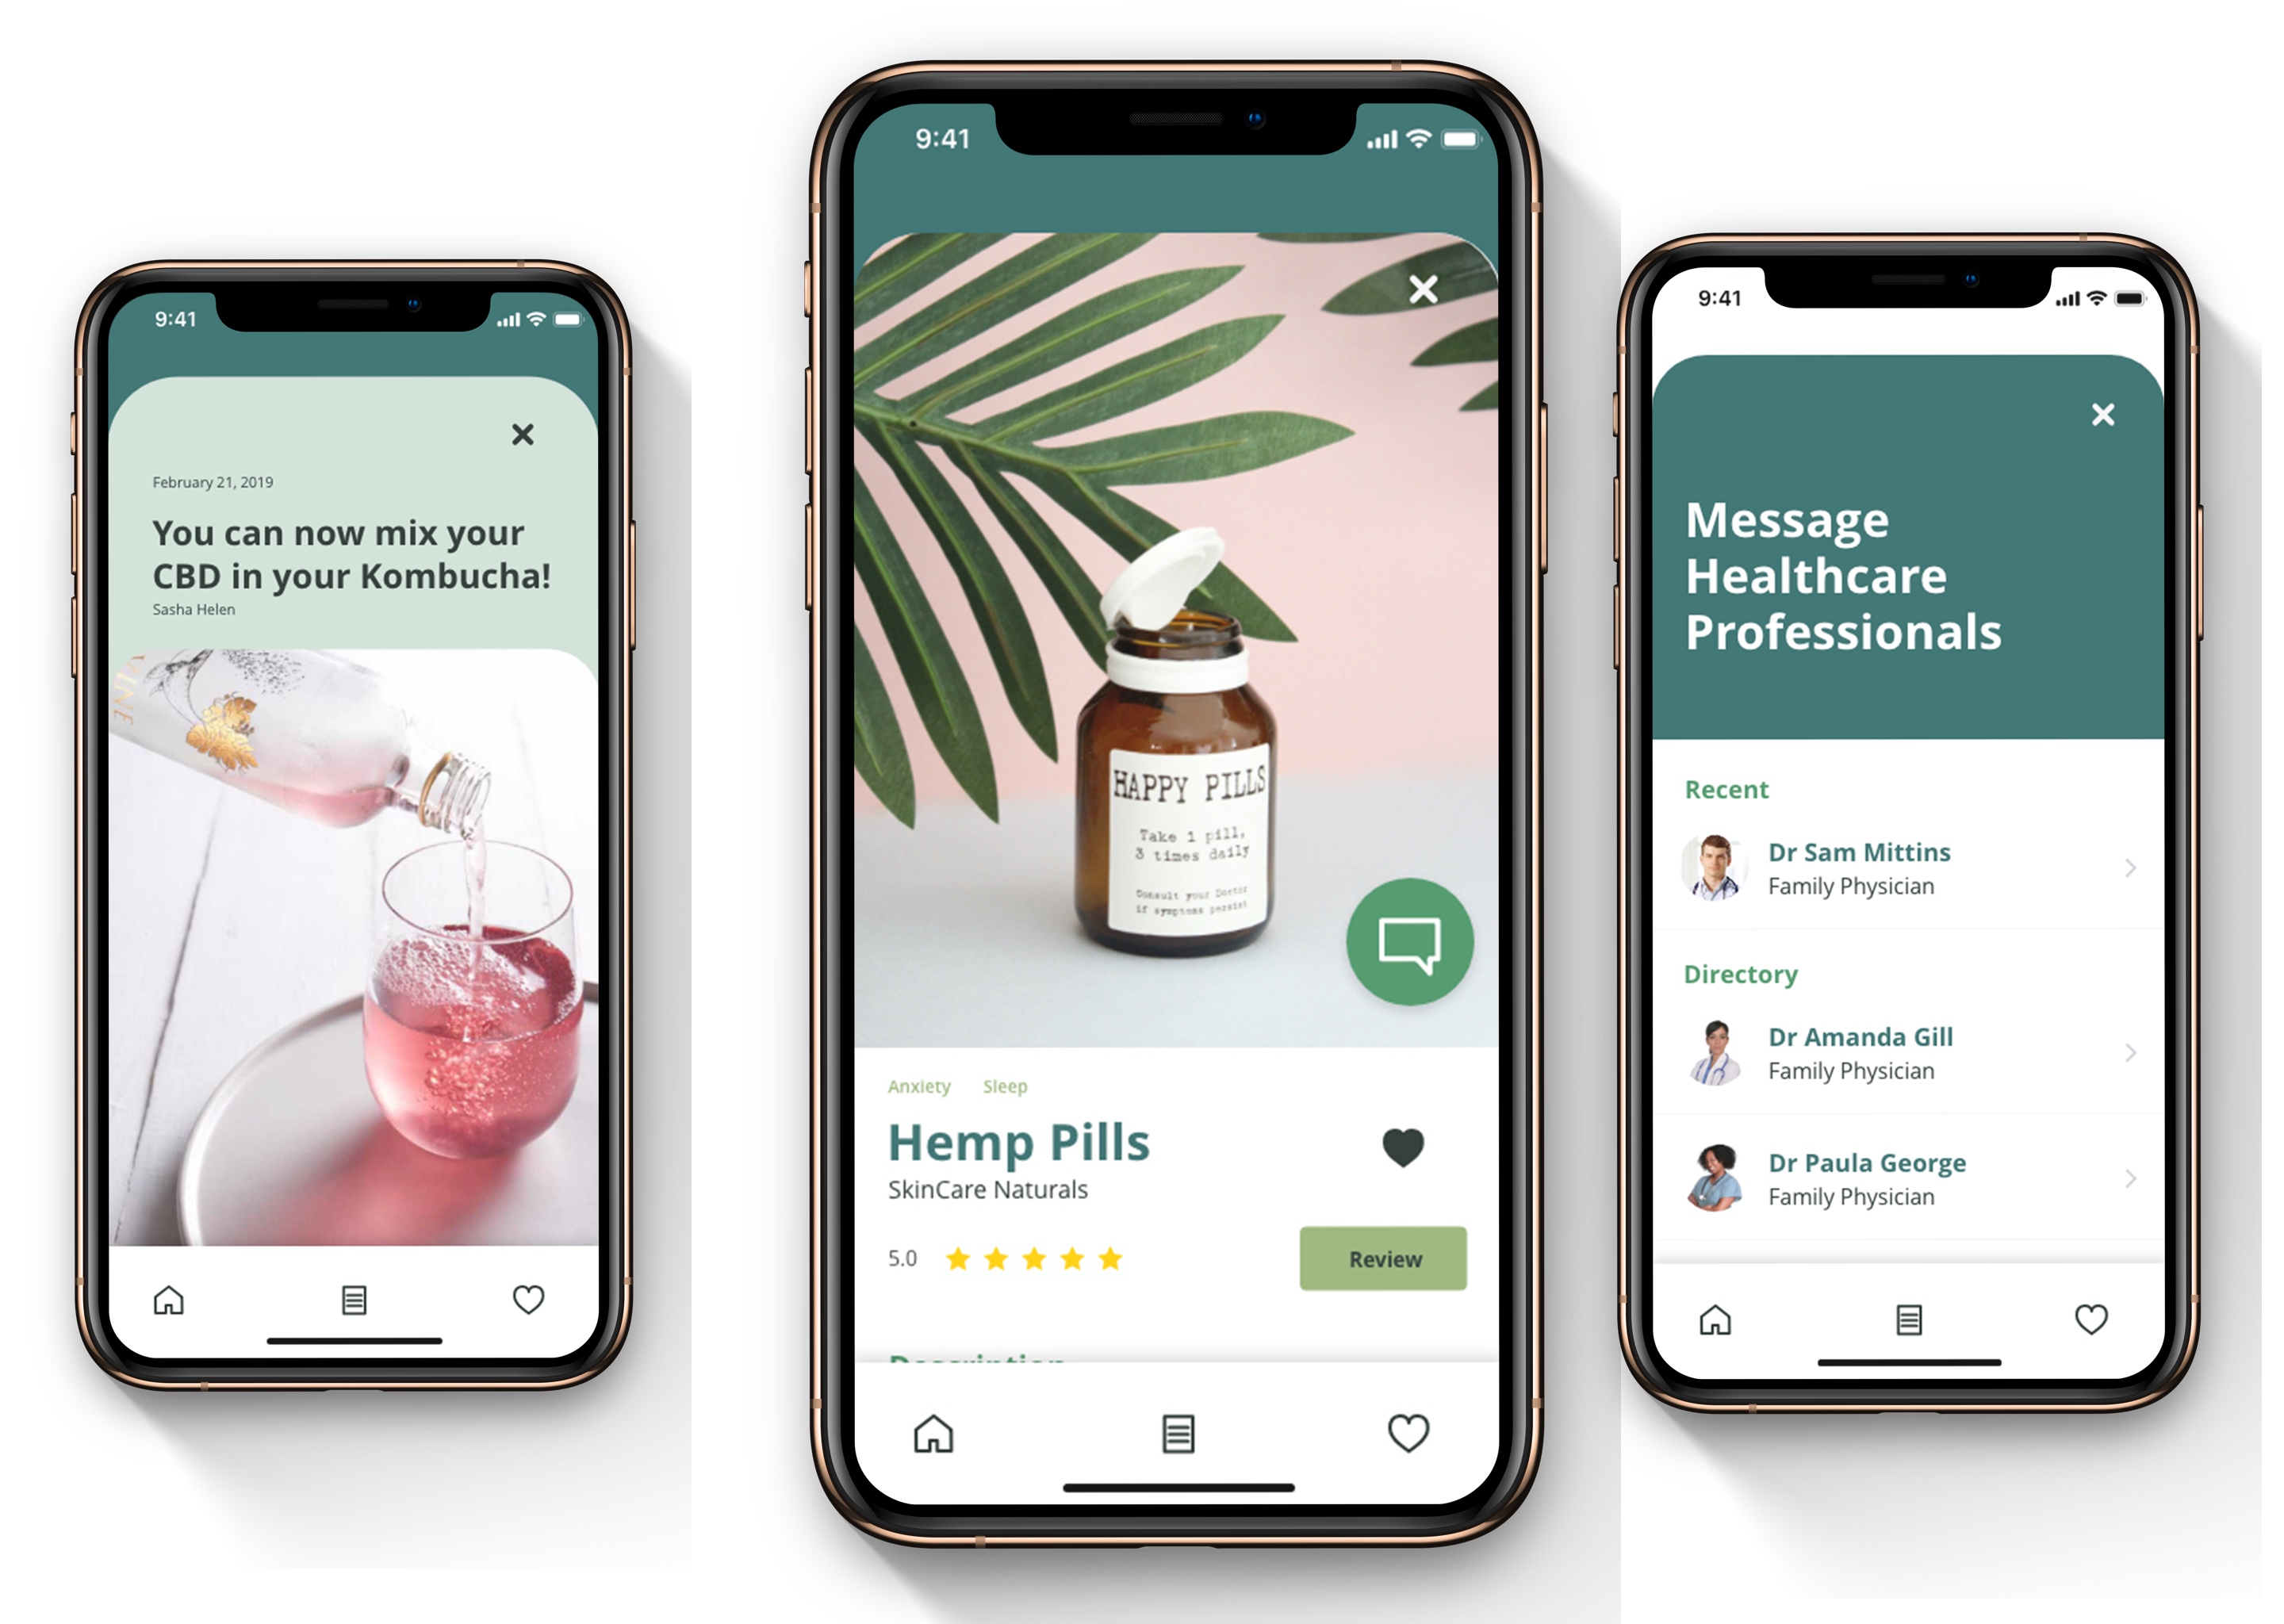 9:41
February 21, 2019
You can now mix your
CBD in your Kombucha!
Sasha Helen
VINE
9:41
HAPPY PILLS
Take 1 pill,
3 times daily
Consult your Doctor
if symptoms persist
Anxiety Sleep
Hemp Pills
SkinCare Naturals
5.0
Review
Description
9:41
Message
Healthcare
Professionals
Recent
Dr Sam Mittins
Family Physician
Directory
Dr Amanda Gill
Family Physician
Dr Paula George
Family Physician